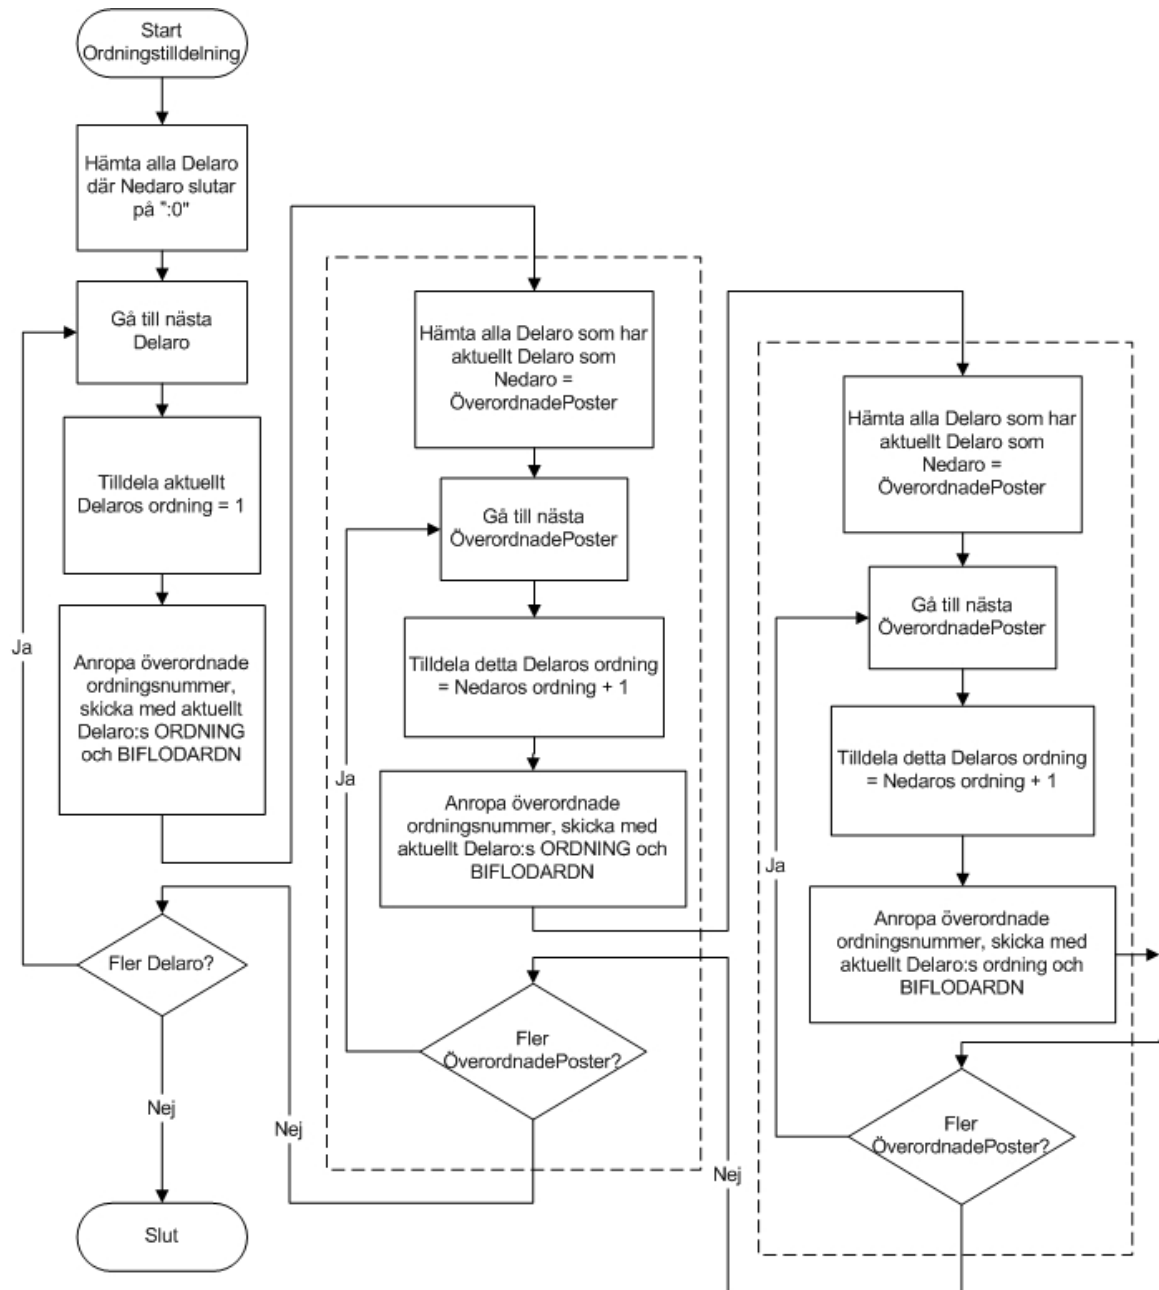 Start
Ordningstilldelning
Hämta alla Delaro
där Nedaro slutar
på ":0"
Gå till nästa
Delaro
Tilldela aktuellt
Delaros ordning = 1
Anropa överordnade
ordningsnummer,
skicka med aktuellt
Delaro:s ORDNING
och BIFLODARDN
Ja
Fler Delaro?
Nej
Slut
Hämta alla Delaro som har
aktuellt Delaro som
Nedaro =
ÖverordnadePoster
Gå till nästa
ÖverordnadePoster
Tilldela detta Delaros ordning
= Nedaros ordning + 1
Ja
Anropa överordnade
ordningsnummer, skicka med
aktuellt Delaro:s ORDNING och
BIFLODARDN
Fler
ÖverordnadePoster?
Nej
Hämta alla Delaro som har
aktuellt Delaro som
Nedaro =
ÖverordnadePoster
Gå till nästa
ÖverordnadePoster
Tilldela detta Delaros ordning
= Nedaros ordning + 1
Ja
Anropa överordnade
ordningsnummer, skicka med
aktuellt Delaro:s ordning och
BIFLODARDN
Fler
ÖverordnadePoster?
Nej